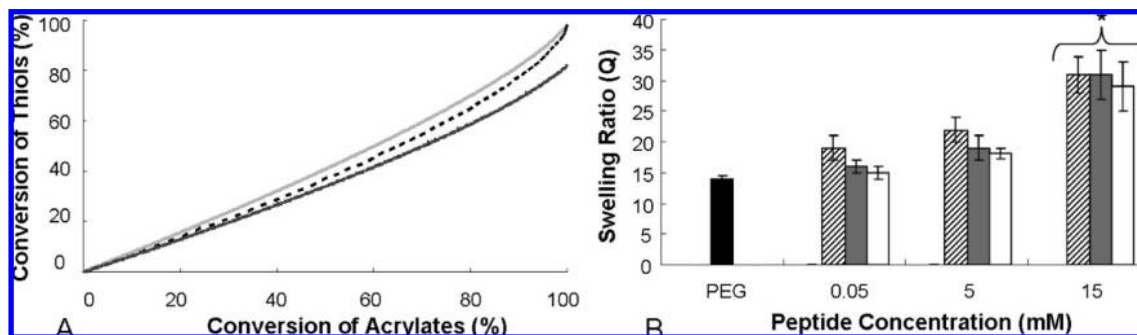 Conversion of Thiols (%)
100
80
60
40
20
0
0 20 40 60 80 100
A Conversion of Acrylates (%)
Swelling Ratio (Q)
40
35
30
25
20
15
10
5
0
*
PEG 0.05 5 15
B Peptide Concentration (mM)